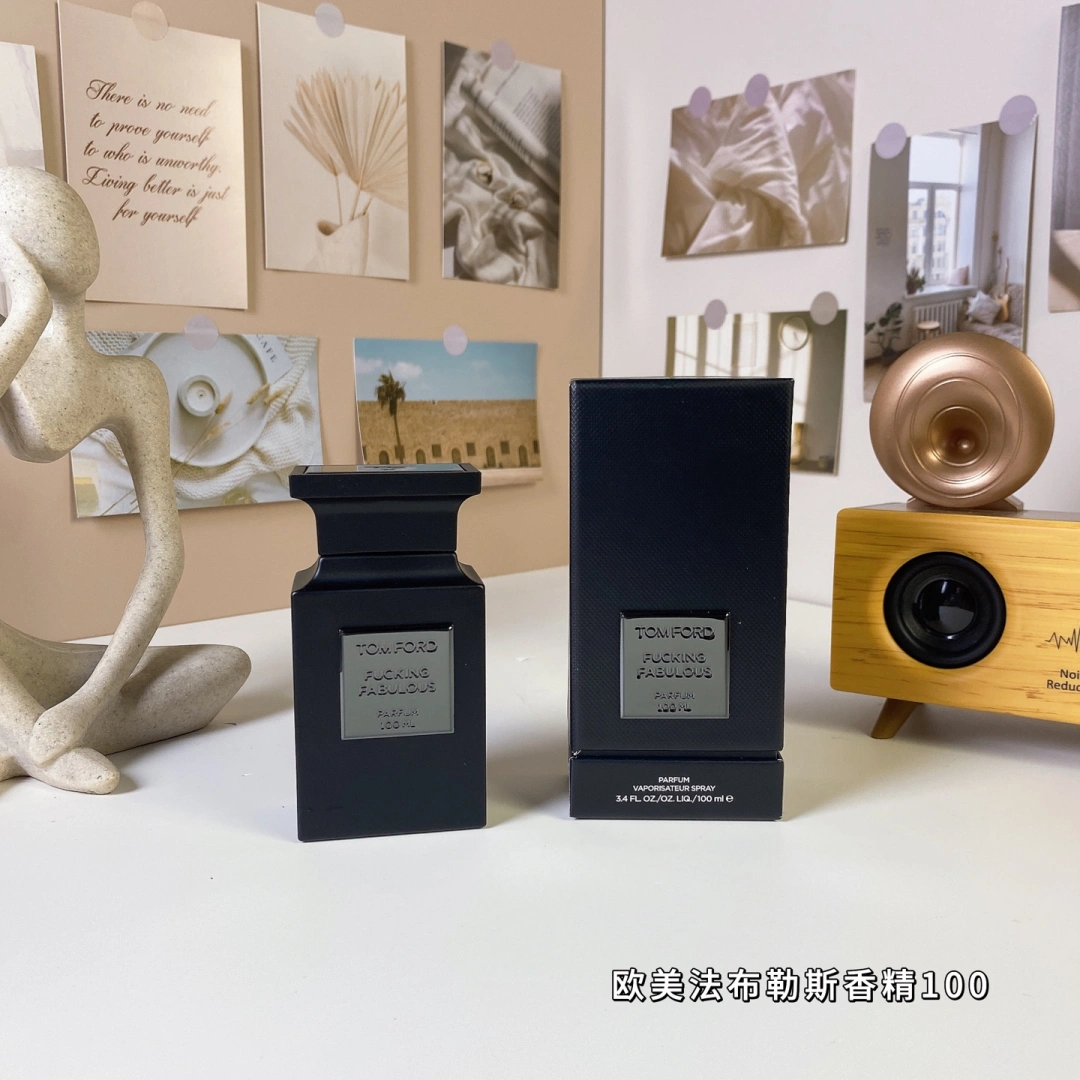 There is no need
to prove yourself
to who is unworthy.
Living better is just
for yourself
CAFE
TOM FORD
FUCKING
FABULOUS
PARFUM
100 ML
TOM FORD
FUCKING
FABULOUS
PARFUM
100 ML
PARFUM
VAPORISATEUR SPRAY
3.4 FL. OZ./OZ. LIQ./100 ml ℮
欧美法布勒斯香精100